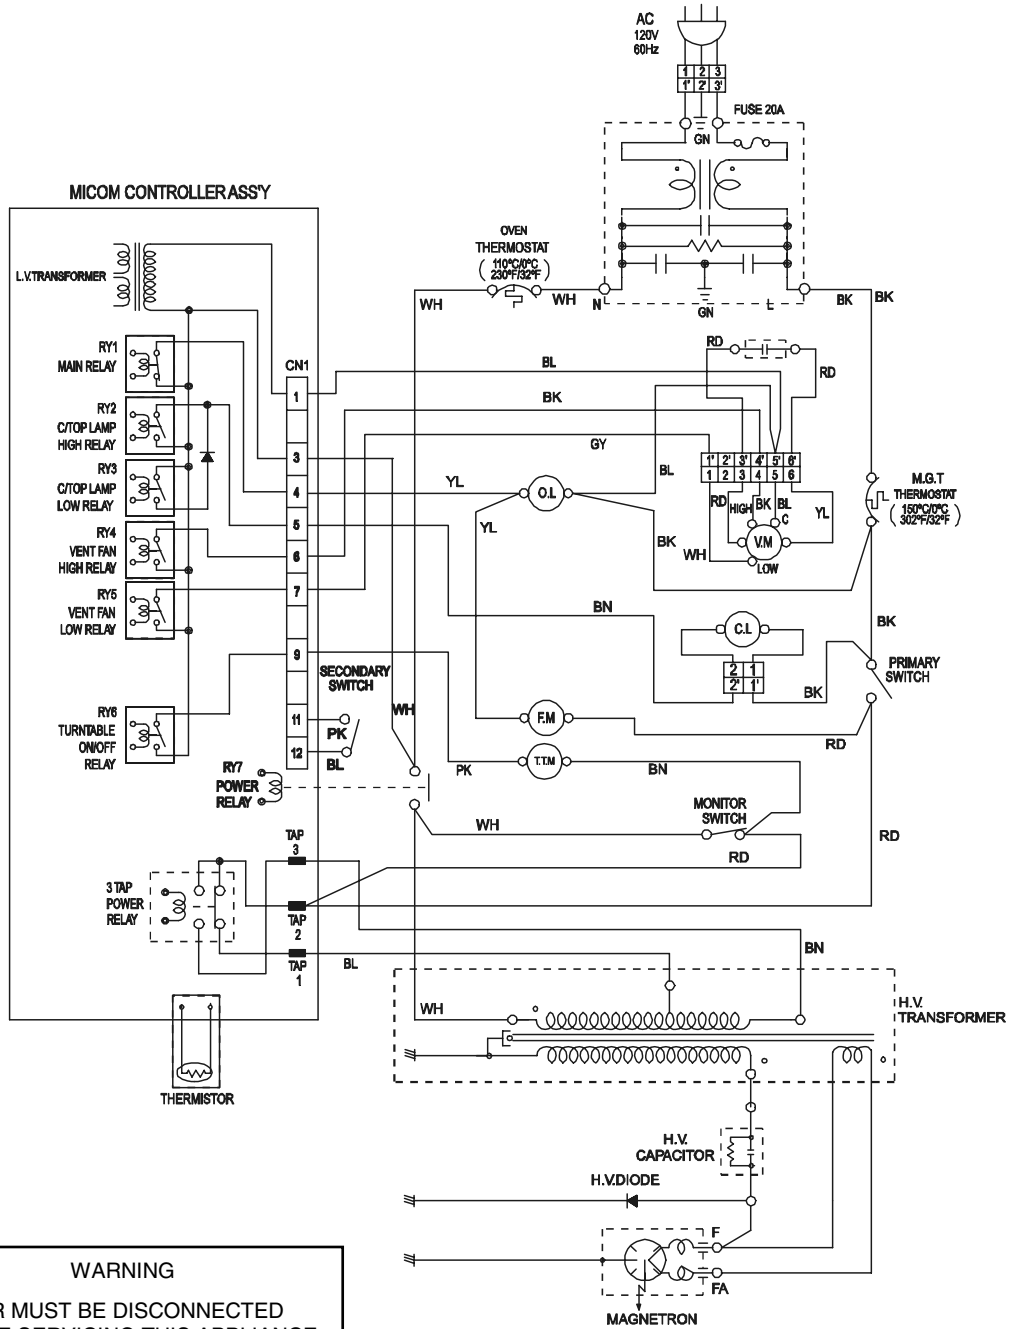 AC
120V
60Hz
1 2 3
1' 2' 3'
FUSE 20A
GN
MICOM CONTROLLER ASS'Y
OVEN
THERMOSTAT
( 110°C/0°C )
230°F/32°F
L.V.TRANSFORMER
WH
WH
N
GN
L
BK
BK
RY1
MAIN RELAY
CN1
BL
RD
RD
1
RY2
C/TOP LAMP
HIGH RELAY
BK
GY
3
RY3
C/TOP LAMP
LOW RELAY
4
YL
O.L
BL
1' 2' 3' 4' 5' 6'
1 2 3 4 5 6
M.G.T
THERMOSTAT
( 150°C/0°C )
302°F/32°F
RD
HIGH
BK
BL
C
YL
5
YL
RY4
VENT FAN
HIGH RELAY
6
BK
WH
V.M
LOW
RY5
VENT FAN
LOW RELAY
7
BN
C.L
BK
9
SECONDARY
SWITCH
2 1
2' 1'
BK
PRIMARY
SWITCH
RY6
TURNTABLE
ON/OFF
RELAY
11
PK
12
BL
WH
F.M
RD
RY7
POWER
RELAY
PK
T.T.M
BN
MONITOR
SWITCH
WH
RD
RD
TAP
3
3 TAP
POWER
RELAY
TAP
2
TAP
1
BL
BN
WH
H.V.
TRANSFORMER
THERMISTOR
H.V.
CAPACITOR
H.V.DIODE
F
FA
MAGNETRON
WARNING
R MUST BE DISCONNECTED
SERVICING THIS APPLIANCE